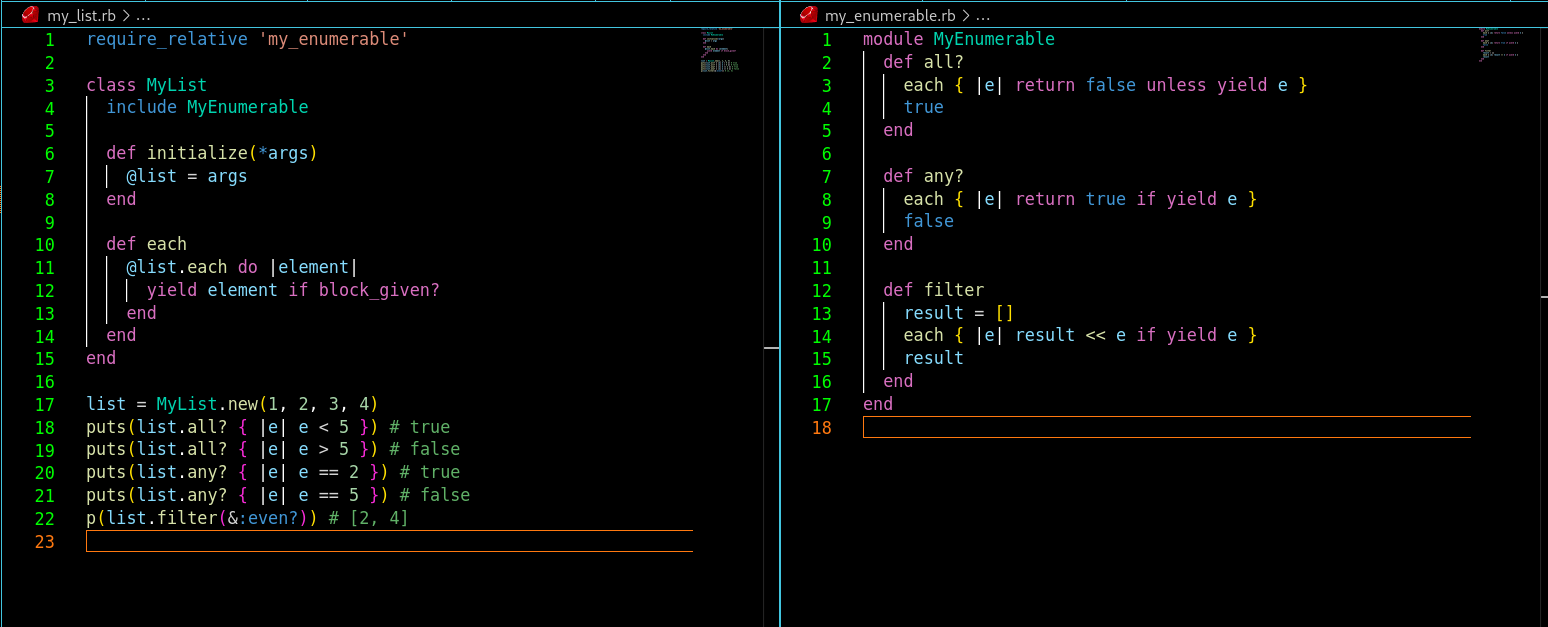 my_list.rb > ...
1 require_relative 'my_enumerable'
2
3 class MyList
4   include MyEnumerable
5
6   def initialize(*args)
7     @list = args
8   end
9
10   def each
11     @list.each do |element|
12       yield element if block_given?
13     end
14   end
15 end
16
17 list = MyList.new(1, 2, 3, 4)
18 puts(list.all? { |e| e < 5 }) # true
19 puts(list.all? { |e| e > 5 }) # false
20 puts(list.any? { |e| e == 2 }) # true
21 puts(list.any? { |e| e == 5 }) # false
22 p(list.filter(&:even?)) # [2, 4]
23
my_enumerable.rb > ...
1 module MyEnumerable
2   def all?
3     each { |e| return false unless yield e }
4     true
5   end
6
7   def any?
8     each { |e| return true if yield e }
9     false
10   end
11
12   def filter
13     result = []
14     each { |e| result << e if yield e }
15     result
16   end
17 end
18